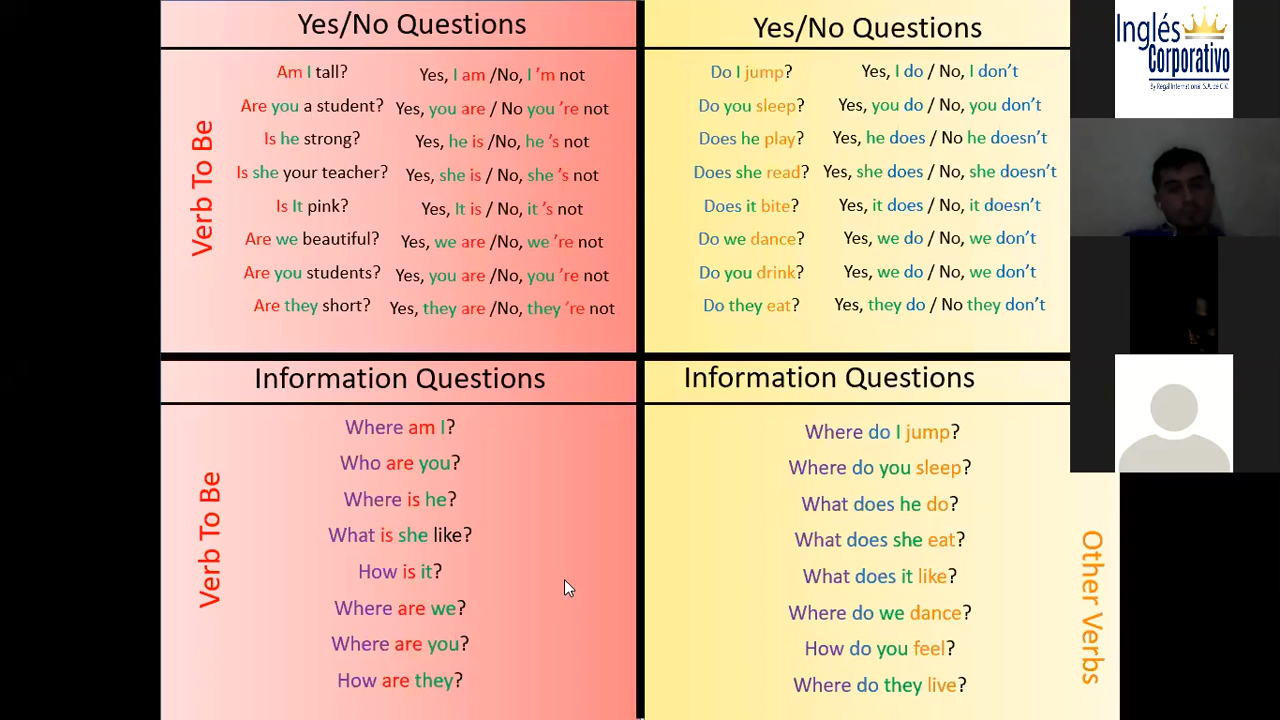 Yes/No Questions
Am I tall? Yes, I am /No, I 'm not
Are you a student? Yes, you are / No you 're not
Is he strong? Yes, he is /No, he 's not
Is she your teacher? Yes, she is / No, she 's not
Is It pink? Yes, It is / No, it 's not
Are we beautiful? Yes, we are /No, we 're not
Are you students? Yes, you are /No, you 're not
Are they short? Yes, they are /No, they 're not
Verb To Be
Yes/No Questions
Do I jump? Yes, I do / No, I don't
Do you sleep? Yes, you do / No, you don't
Does he play? Yes, he does / No he doesn't
Does she read? Yes, she does / No, she doesn't
Does it bite? Yes, it does / No, it doesn't
Do we dance? Yes, we do / No, we don't
Do you drink? Yes, we do / No, we don't
Do they eat? Yes, they do / No they don't
Information Questions
Where am I?
Who are you?
Where is he?
What is she like?
How is it?
Where are we?
Where are you?
How are they?
Verb To Be
Information Questions
Where do I jump?
Where do you sleep?
What does he do?
What does she eat?
What does it like?
Where do we dance?
How do you feel?
Where do they live?
Other Verbs
Inglés
Corporativo
By Regal International S.A. de C.V.